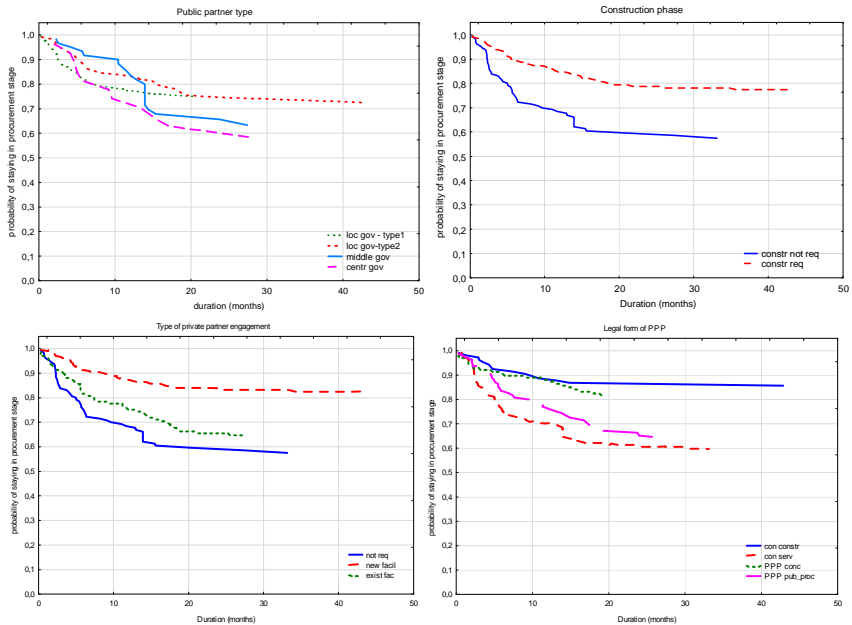 Public partner type
probability of staying in procurement stage
1,0
0,9
0,8
0,7
0,6
0,5
0,4
0,3
0,2
0,1
0,0
0
10
20
30
40
50
duration (months)
loc gov - type1
loc gov-type2
middle gov
centr gov
Construction phase
probability of staying in procurement stage
1,0
0,9
0,8
0,7
0,6
0,5
0,4
0,3
0,2
0,1
0,0
0
10
20
30
40
50
Duration (months)
constr not req
constr req
Type of private partner engagement
probability of staying in procurement stage
1,0
0,9
0,8
0,7
0,6
0,5
0,4
0,3
0,2
0,1
0,0
0
10
20
30
40
50
Duration (months)
not req
new facil
exist fac
Legal form of PPP
probability of staying in procurement stage
1,0
0,9
0,8
0,7
0,6
0,5
0,4
0,3
0,2
0,1
0,0
0
10
20
30
40
50
Duration (months)
con constr
con serv
PPP conc
PPP pub_proc